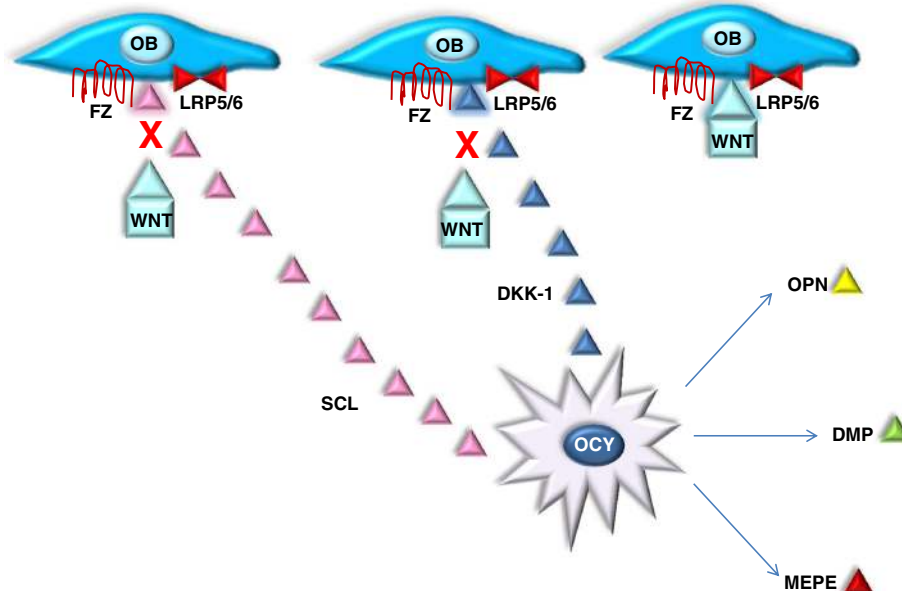 OB
OB
OB
FZ
LRP5/6
FZ
LRP5/6
FZ
LRP5/6
X
X
WNT
WNT
WNT
DKK-1
OPN
SCL
OCY
DMP
MEPE